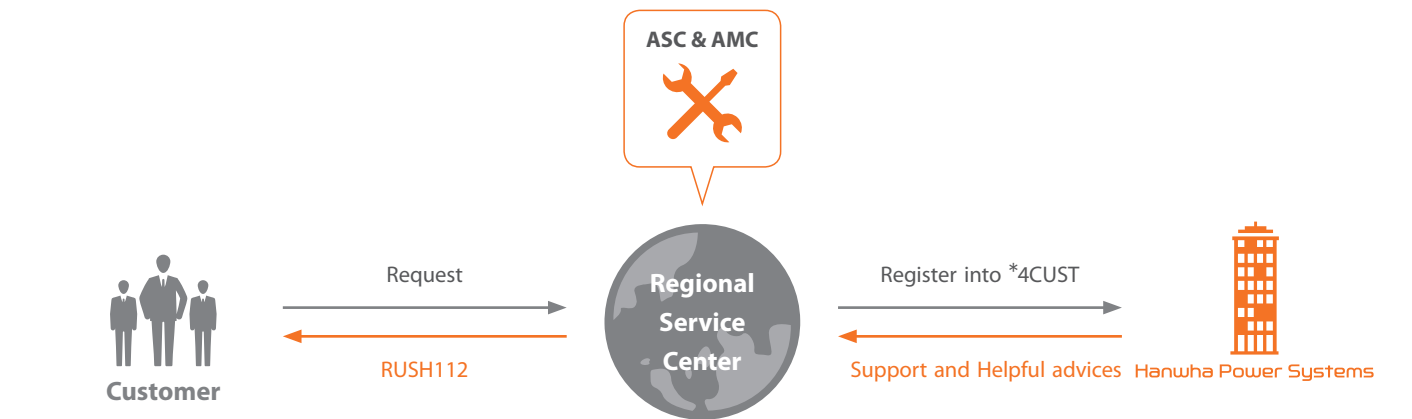 ASC & AMC
Request
RUSH112
Customer
Regional
Service
Center
Register into *4CUST
Support and Helpful advices
Hanwha Power Systems